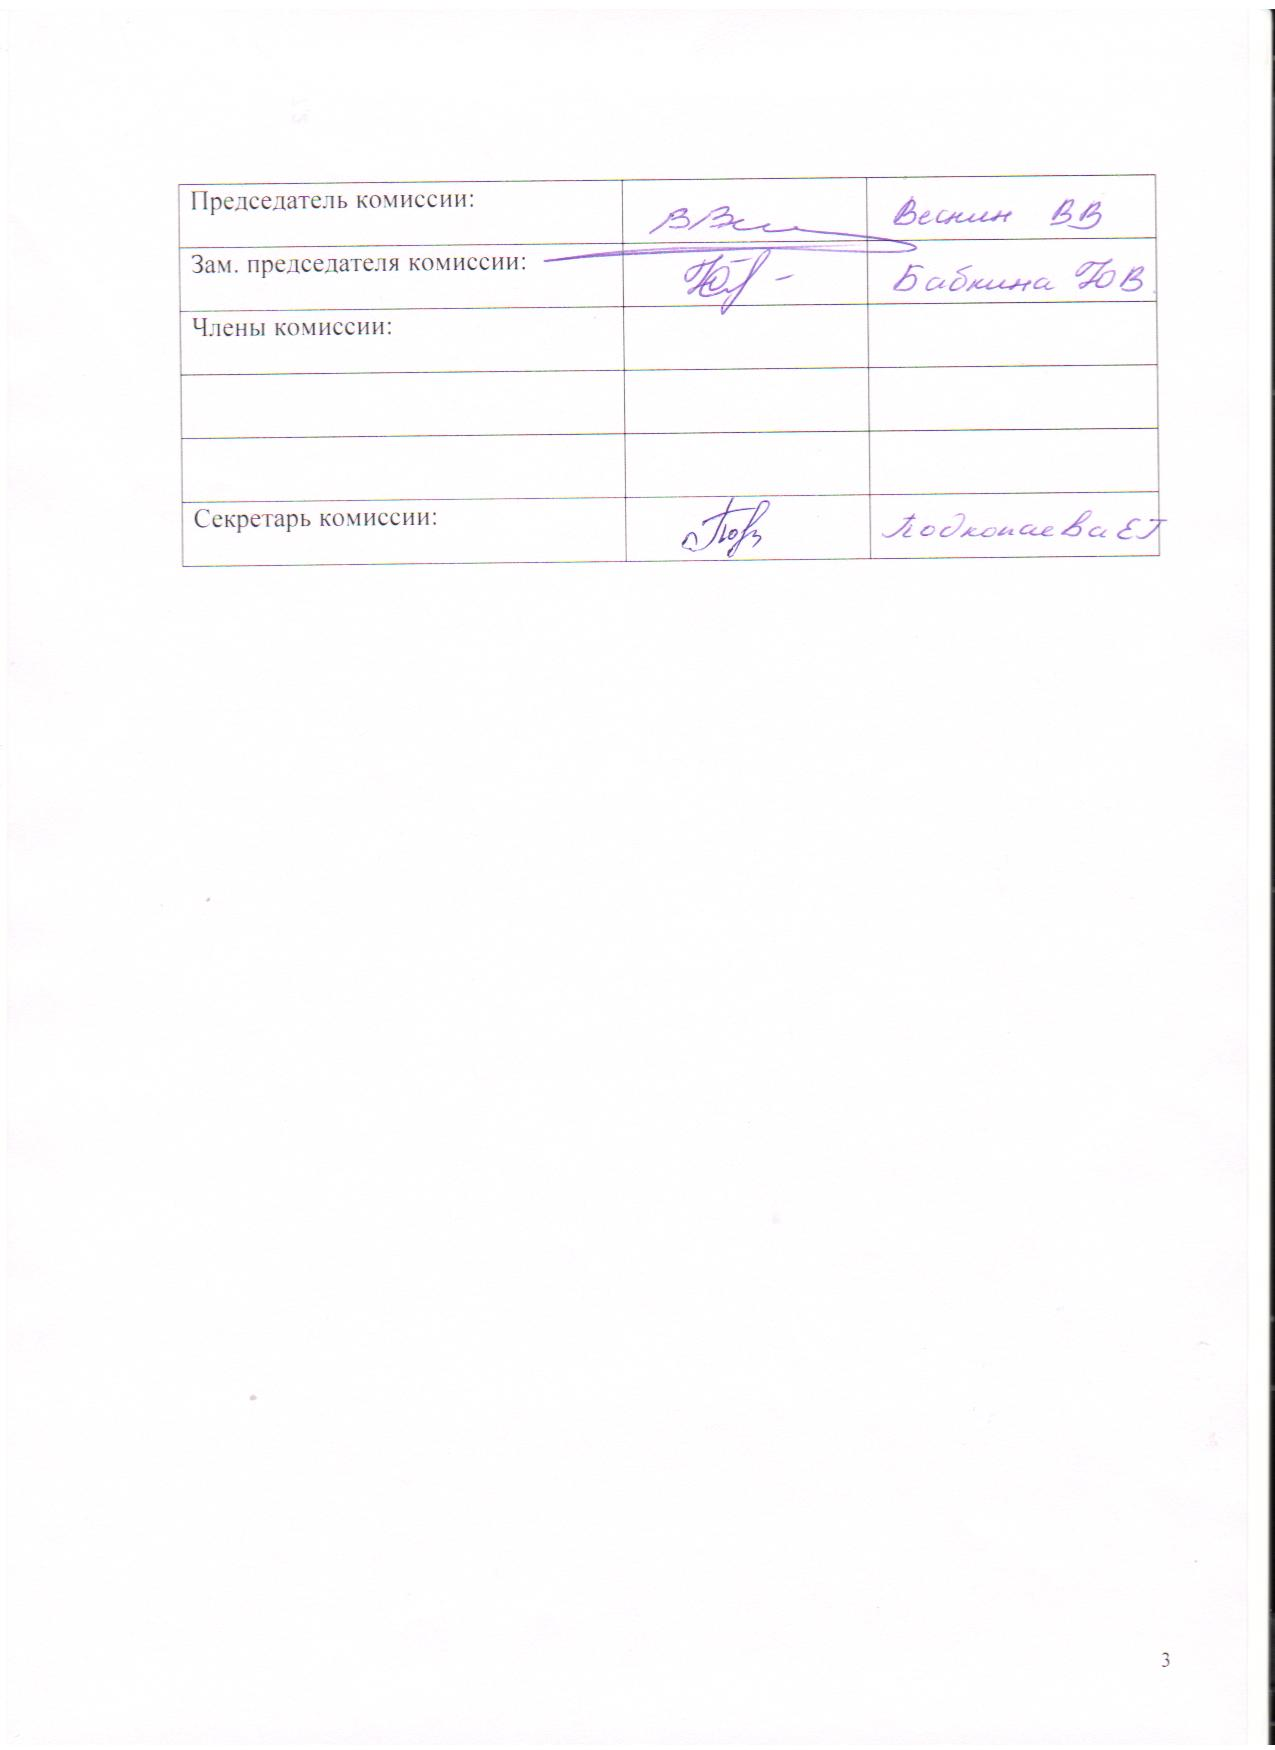 Председатель комиссии: Веснин ВВ
Зам. председателя комиссии: Бабкина ЮВ.
Члены комиссии:
Секретарь комиссии: Подкопаева ЕГ
3